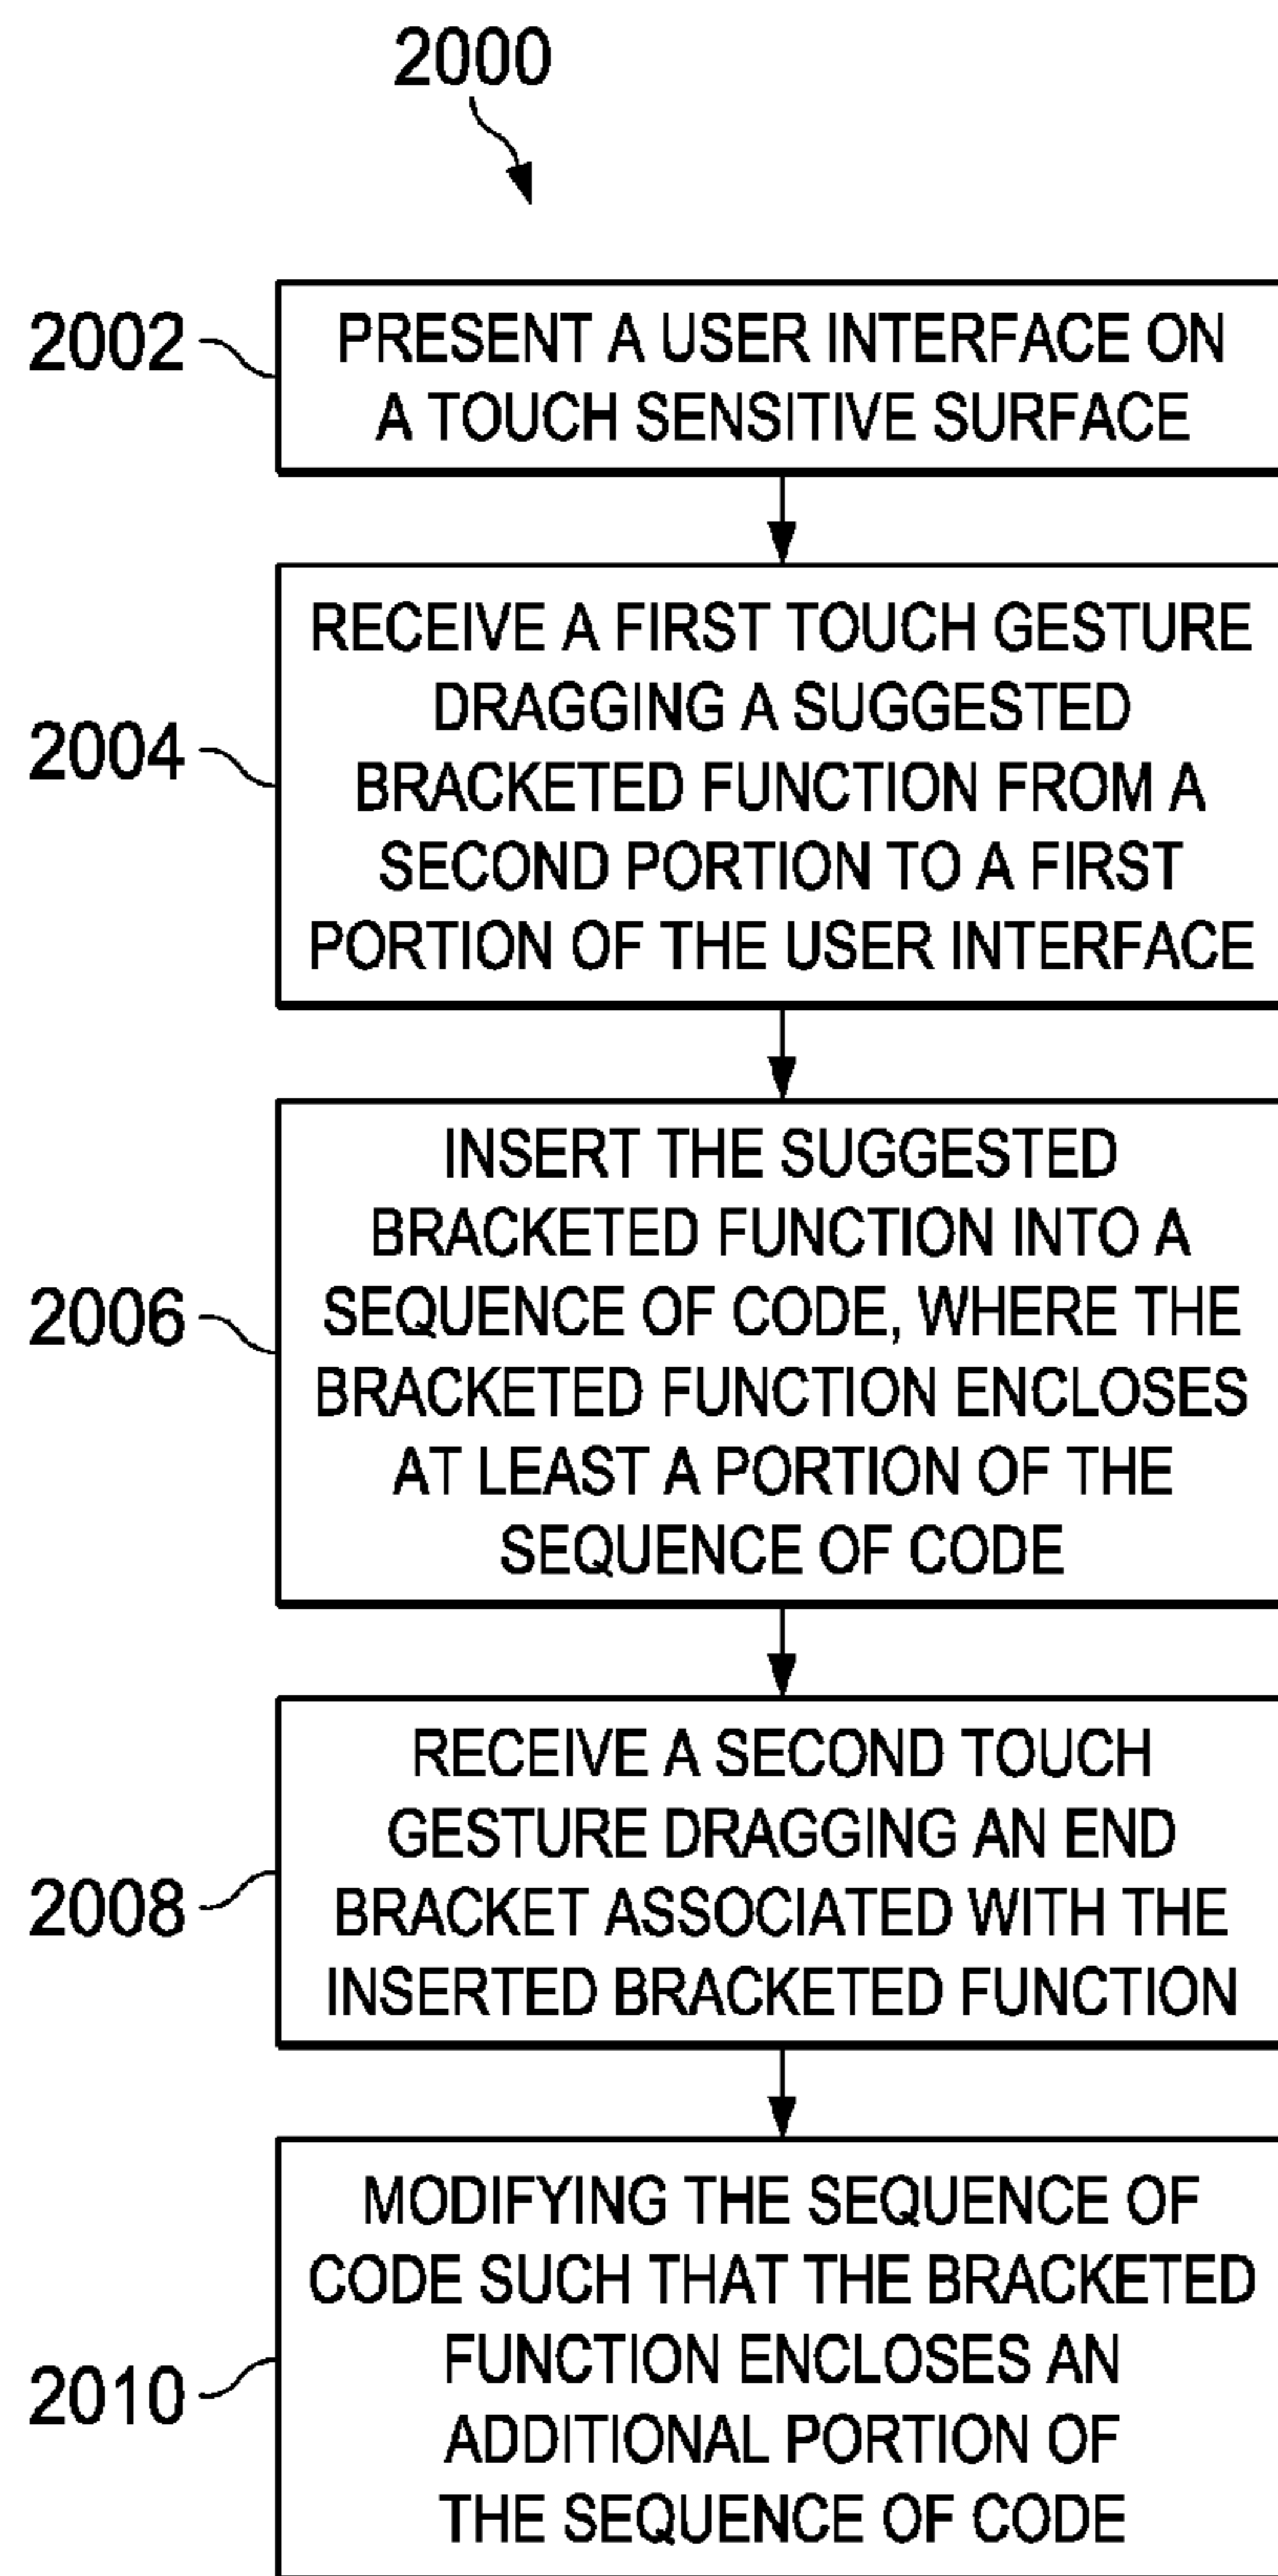 2000
2002
PRESENT A USER INTERFACE ON
A TOUCH SENSITIVE SURFACE
2004
RECEIVE A FIRST TOUCH GESTURE
DRAGGING A SUGGESTED
BRACKETED FUNCTION FROM A
SECOND PORTION TO A FIRST
PORTION OF THE USER INTERFACE
2006
INSERT THE SUGGESTED
BRACKETED FUNCTION INTO A
SEQUENCE OF CODE, WHERE THE
BRACKETED FUNCTION ENCLOSES
AT LEAST A PORTION OF THE
SEQUENCE OF CODE
2008
RECEIVE A SECOND TOUCH
GESTURE DRAGGING AN END
BRACKET ASSOCIATED WITH THE
INSERTED BRACKETED FUNCTION
2010
MODIFYING THE SEQUENCE OF
CODE SUCH THAT THE BRACKETED
FUNCTION ENCLOSES AN
ADDITIONAL PORTION OF
THE SEQUENCE OF CODE